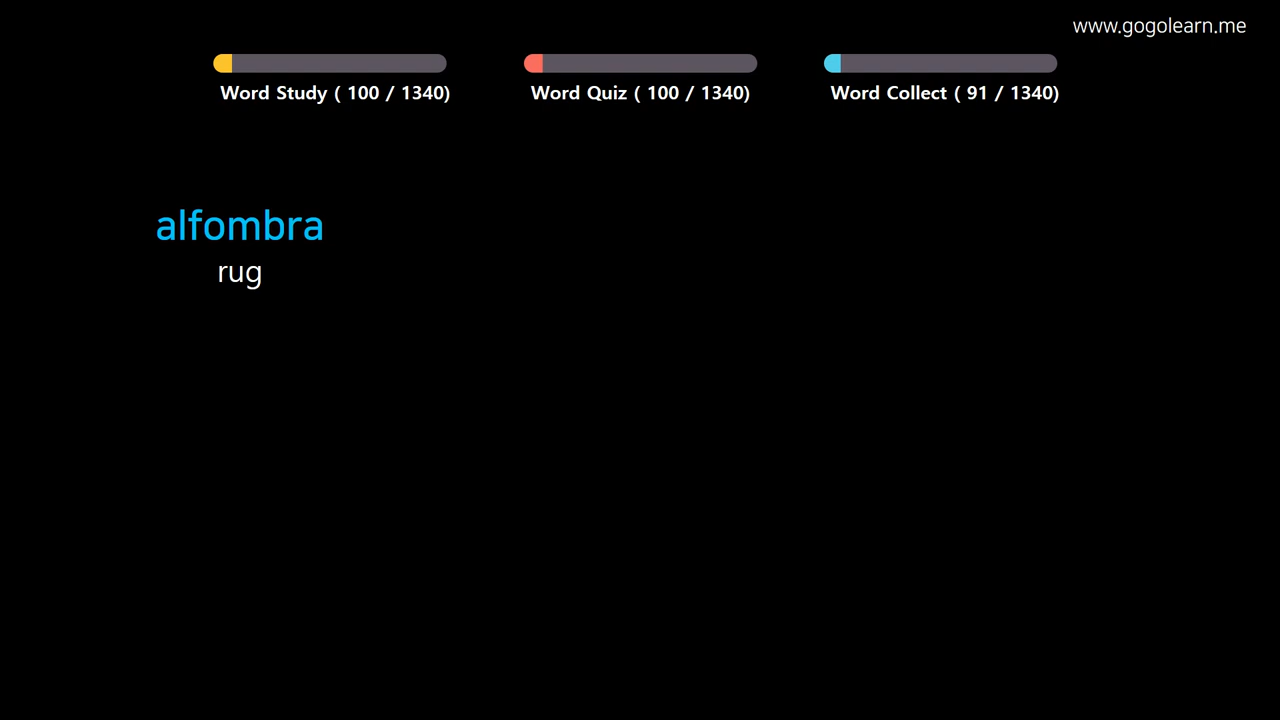 www.gogolearn.me
Word Study ( 100 / 1340)
Word Quiz ( 100 / 1340)
Word Collect ( 91 / 1340)
alfombra
rug